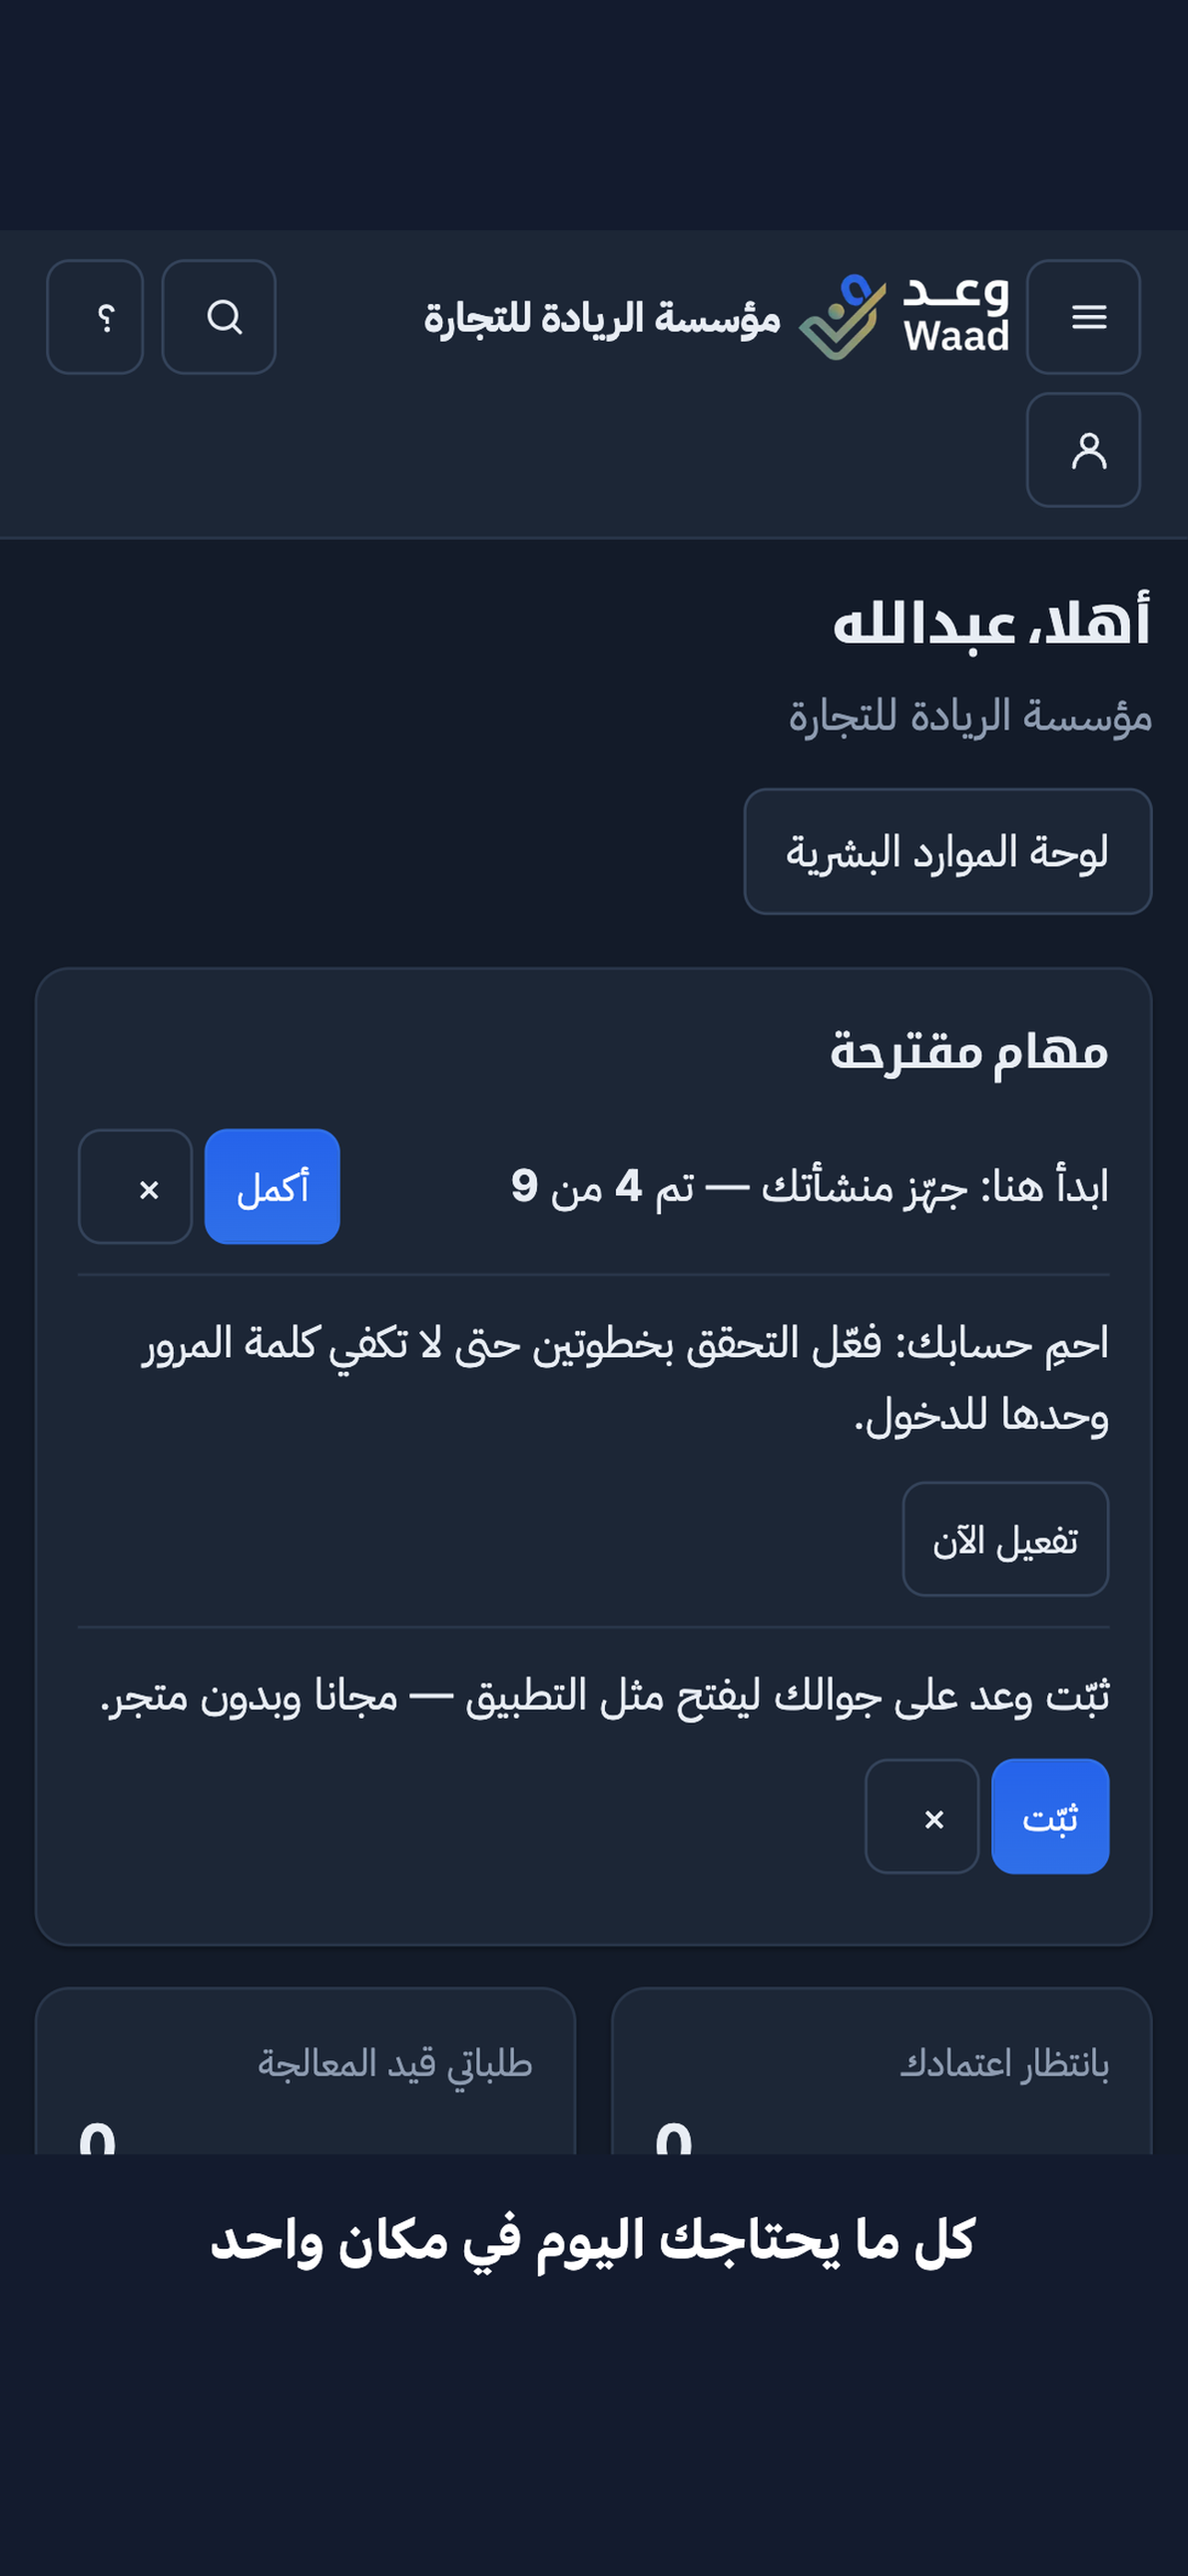 وعد
Waad
مؤسسة الريادة للتجارة
؟
أهلا، عبدالله
مؤسسة الريادة للتجارة
لوحة الموارد البشرية
مهام مقترحة
ابدأ هنا: جهّز منشأتك — تم 4 من 9
أكمل
×
احمِ حسابك: فعّل التحقق بخطوتين حتى لا تكفي كلمة المرور
وحدها للدخول.
تفعيل الآن
ثبّت وعد على جوالك ليفتح مثل التطبيق — مجانا وبدون متجر.
ثبّت
×
بانتظار اعتمادك
0
طلباتي قيد المعالجة
0
كل ما يحتاجك اليوم في مكان واحد